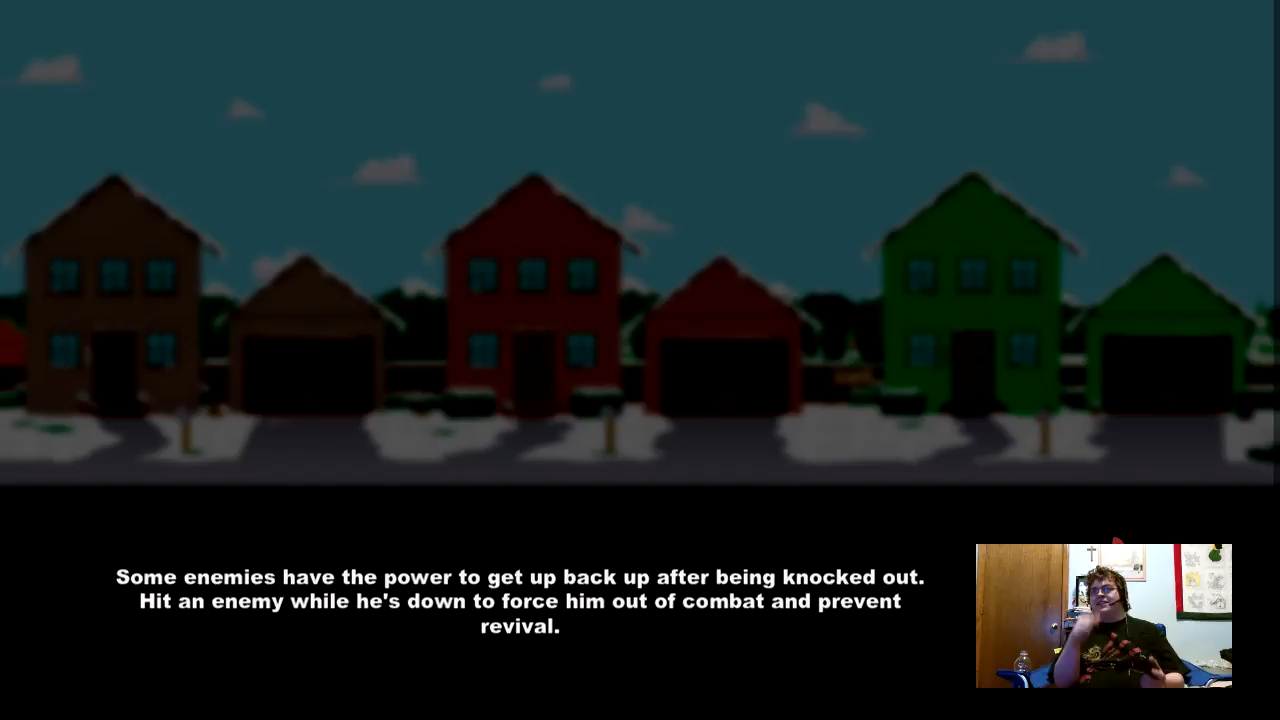 Some enemies have the power to get up back up after being knocked out.
Hit an enemy while he's down to force him out of combat and prevent
revival.